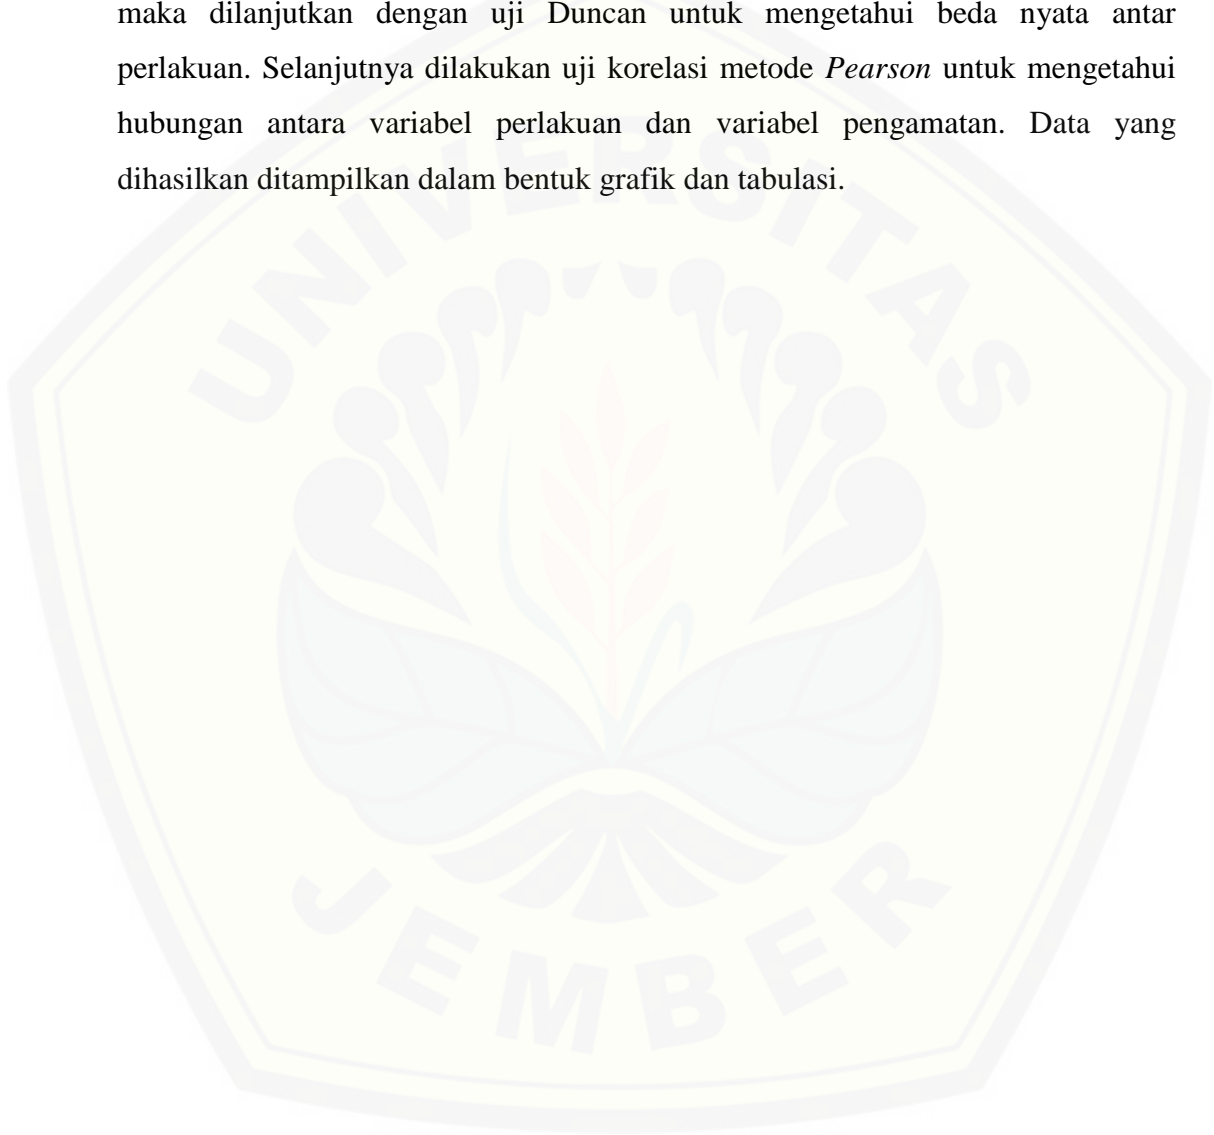 maka dilanjutkan dengan uji Duncan untuk mengetahui beda nyata antar
perlakuan. Selanjutnya dilakukan uji korelasi metode Pearson untuk mengetahui
hubungan antara variabel perlakuan dan variabel pengamatan. Data yang
dihasilkan ditampilkan dalam bentuk grafik dan tabulasi.
UNIVERSITAS
JEMBER